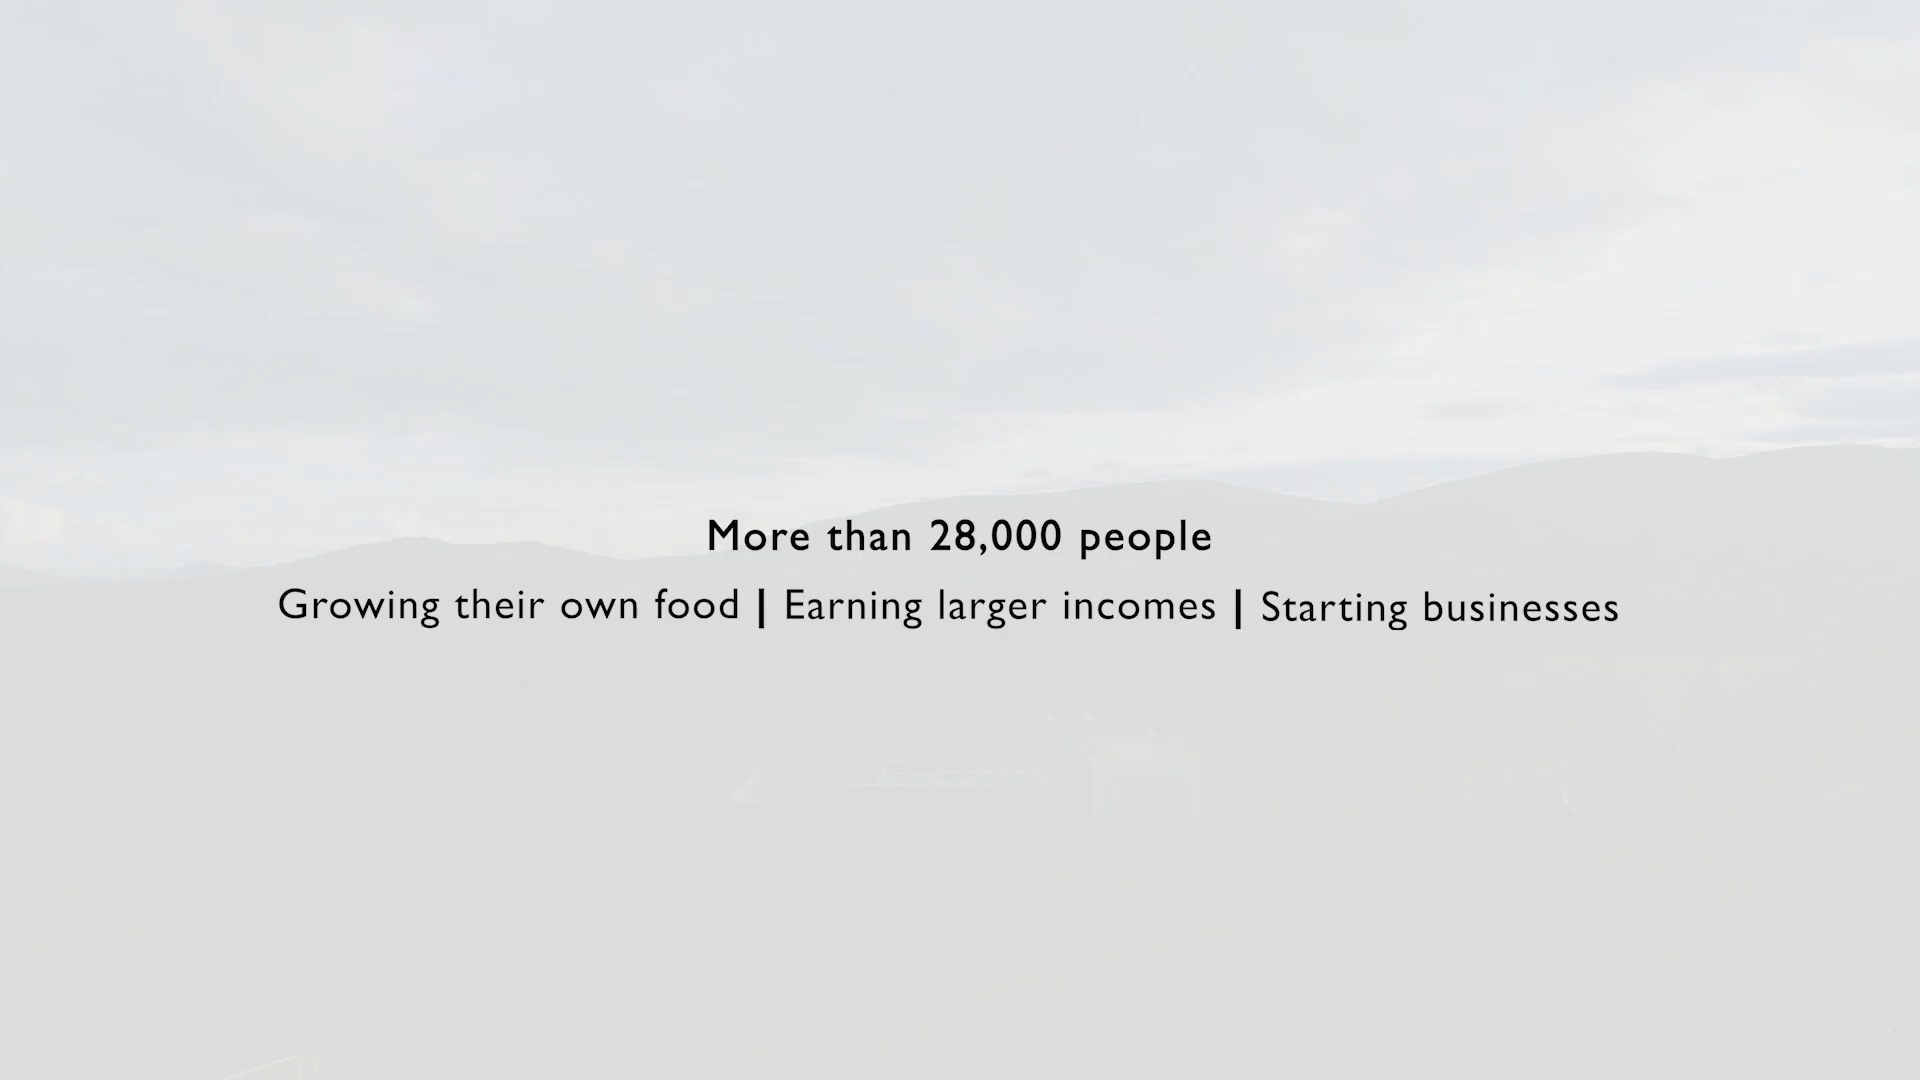 More than 28,000 people
Growing their own food | Earning larger incomes | Starting businesses